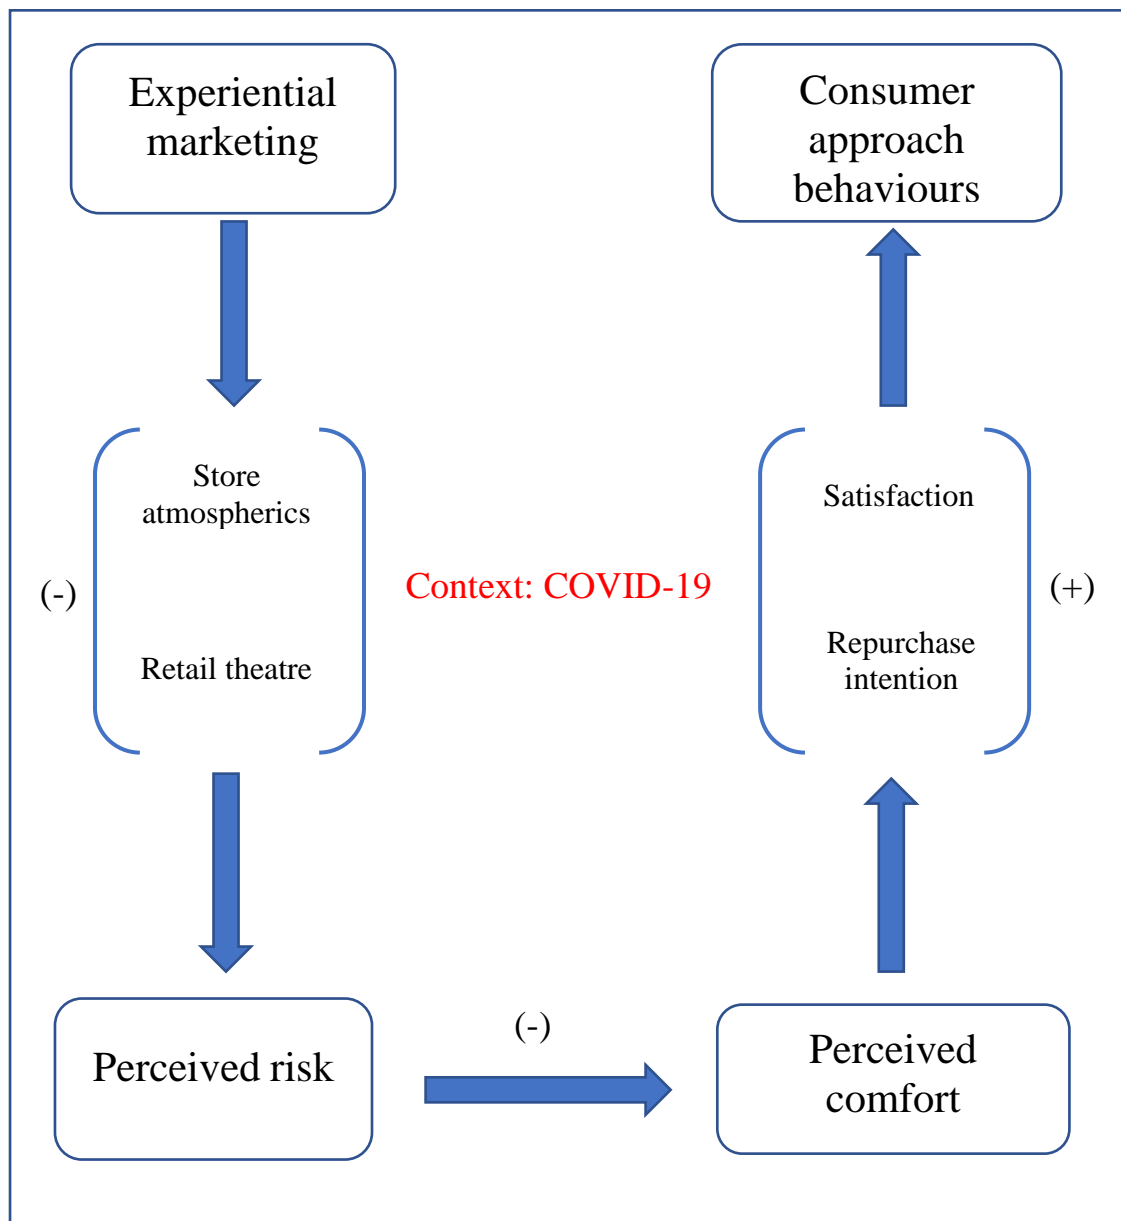 Experiential
marketing
Consumer
approach
behaviours
Store
atmospherics
Retail theatre
(-)
Context: COVID-19
Satisfaction
Repurchase
intention
(+)
Perceived risk
(-)
Perceived
comfort